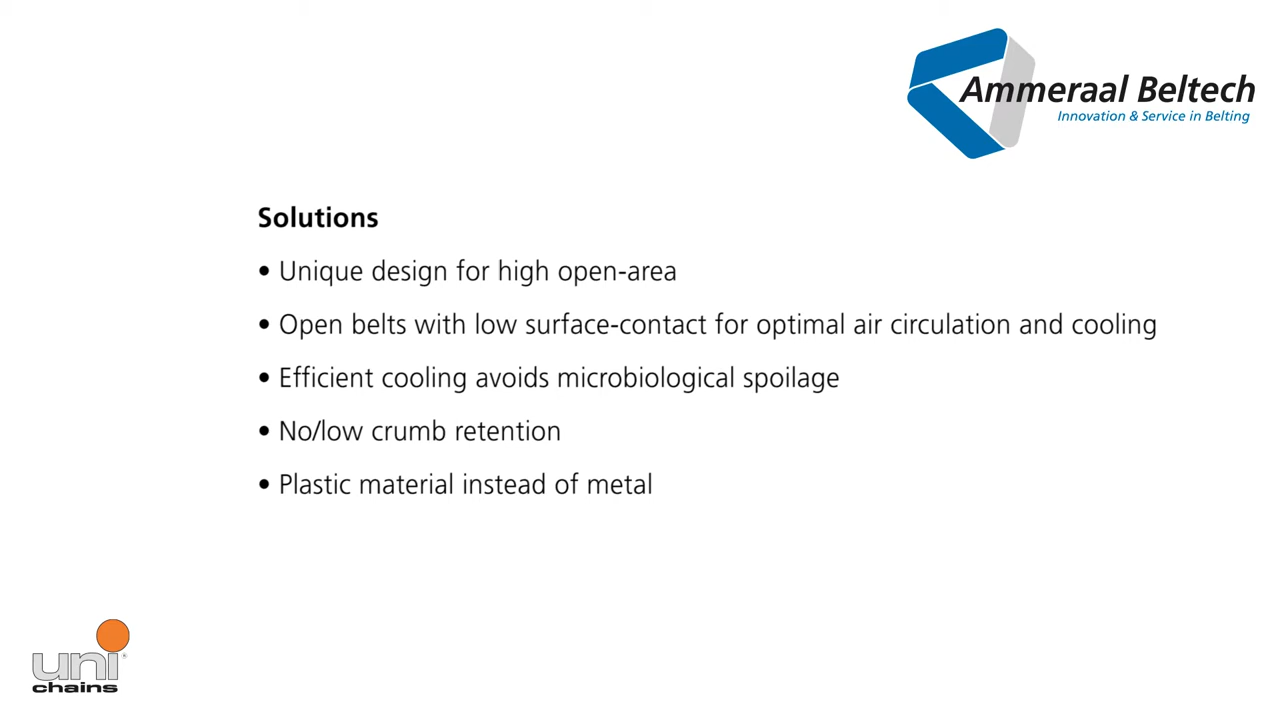 Ammeraal Beltech
Innovation & Service in Belting
Solutions
• Unique design for high open-area
• Open belts with low surface-contact for optimal air circulation and cooling
• Efficient cooling avoids microbiological spoilage
• No/low crumb retention
• Plastic material instead of metal
uni®
chains